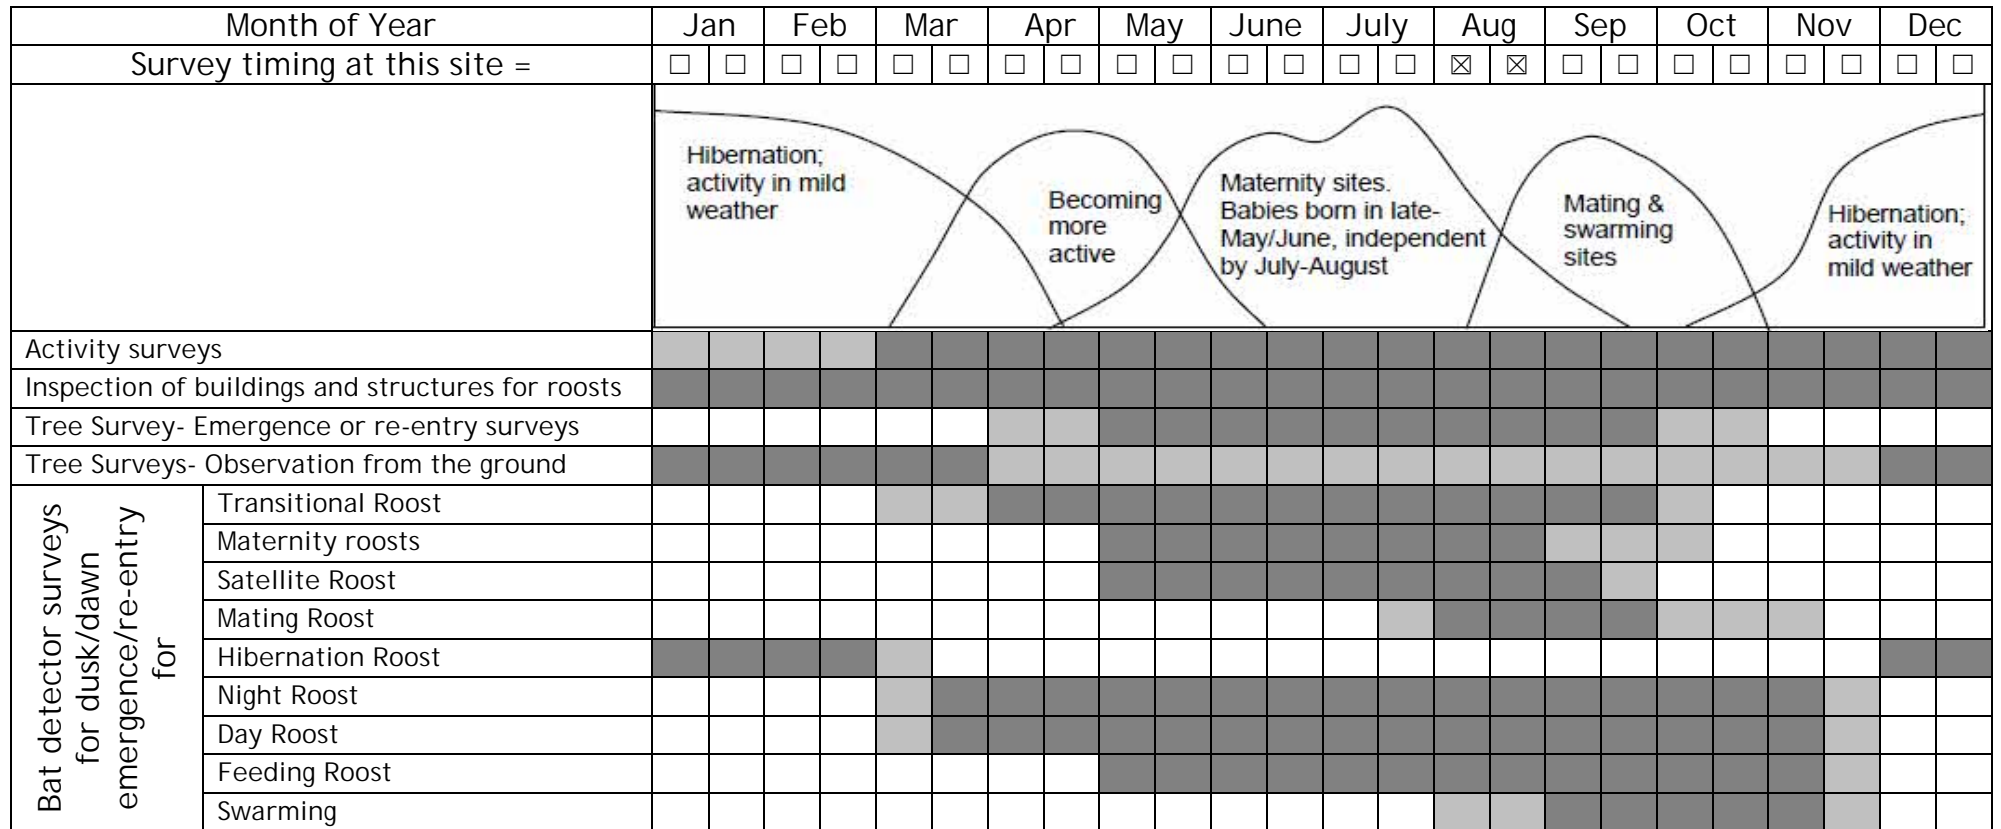 Month of Year Jan Feb Mar Apr May June July Aug Sep Oct Nov Dec
Survey timing at this site = ☐ ☐ ☐ ☐ ☐ ☐ ☐ ☐ ☐ ☐ ☐ ☐ ☐ ☐ ☒ ☒ ☐ ☐ ☐ ☐ ☐ ☐ ☐ ☐
Hibernation;
activity in mild
weather
Becoming
more
active
Maternity sites.
Babies born in late-
May/June, independent
by July-August
Mating &
swarming
sites
Hibernation;
activity in
mild weather
Activity surveys
Inspection of buildings and structures for roosts
Tree Survey- Emergence or re-entry surveys
Tree Surveys- Observation from the ground
Bat detector surveys
for dusk/dawn
emergence/re-entry
for
Transitional Roost
Maternity roosts
Satellite Roost
Mating Roost
Hibernation Roost
Night Roost
Day Roost
Feeding Roost
Swarming